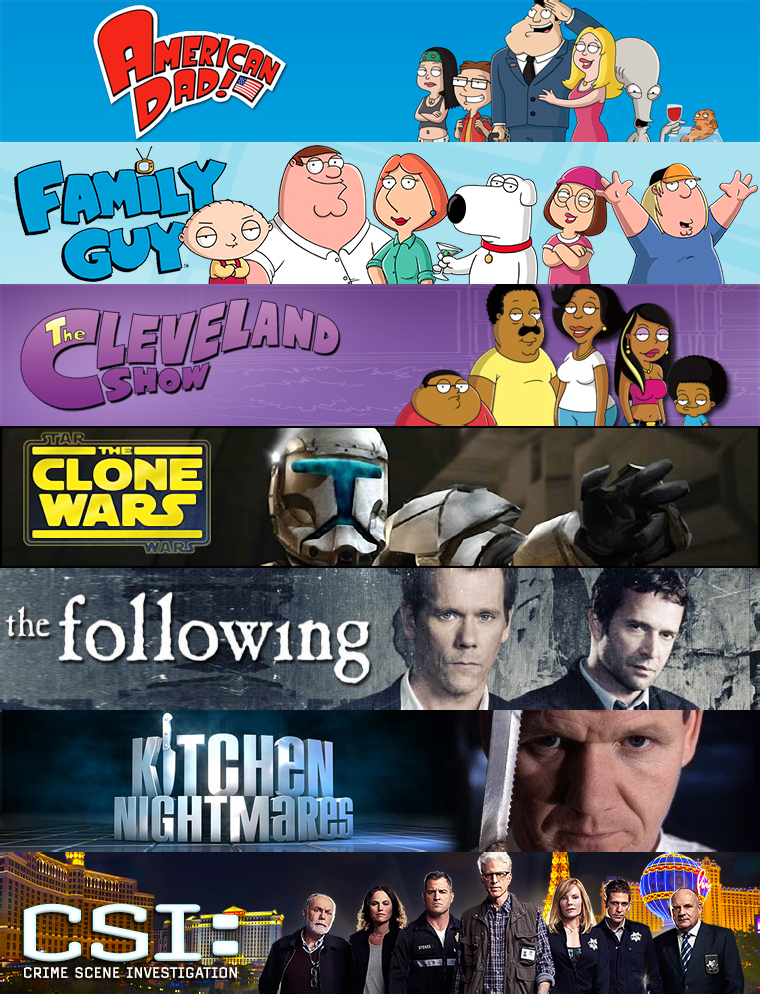 AMERICAN
DAD!
FAMILY
GUY
The CLEVELAND
SHOW
STAR
THE
CLONE
WARS
WARS
the following
KITCHEN
NIGHTMARES
CSI:
CRIME SCENE INVESTIGATION
STOKES